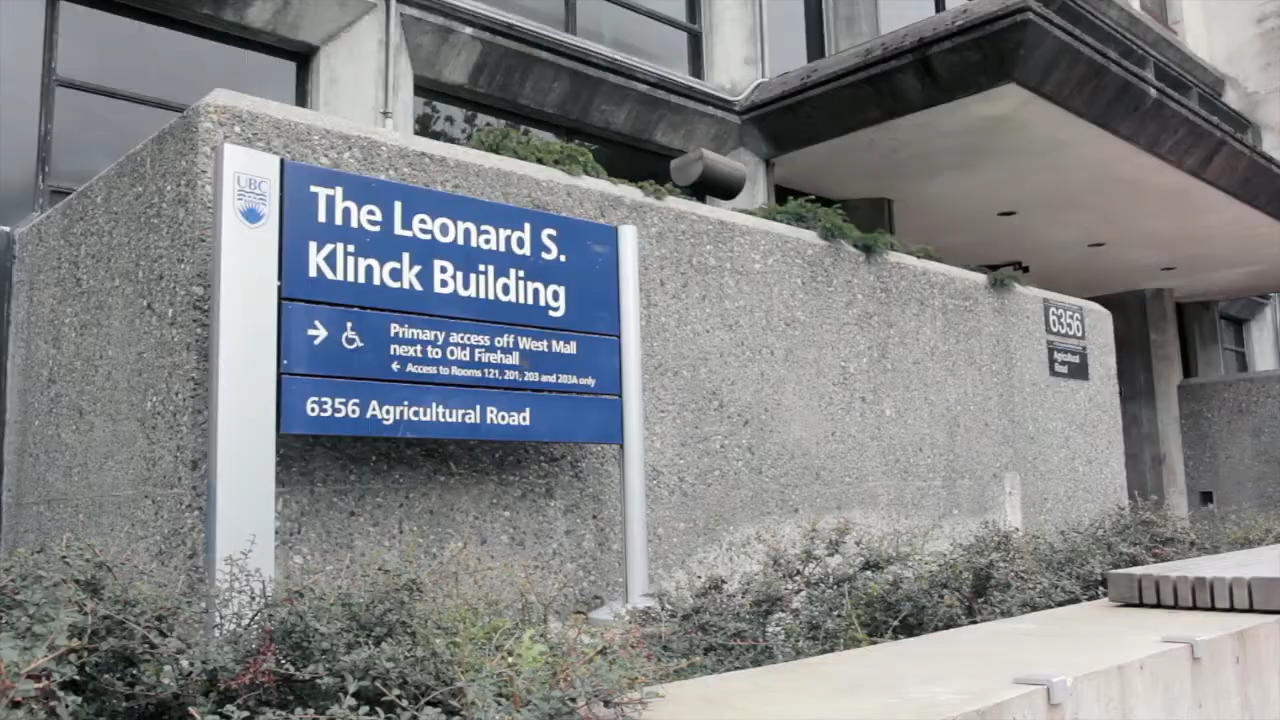 UBC
The Leonard S.
Klinck Building
→ ♿ Primary access off West Mall
next to Old Firehall
← Access to Rooms 121, 201, 203 and 203A only
6356 Agricultural Road
6356
Agricultural
Road